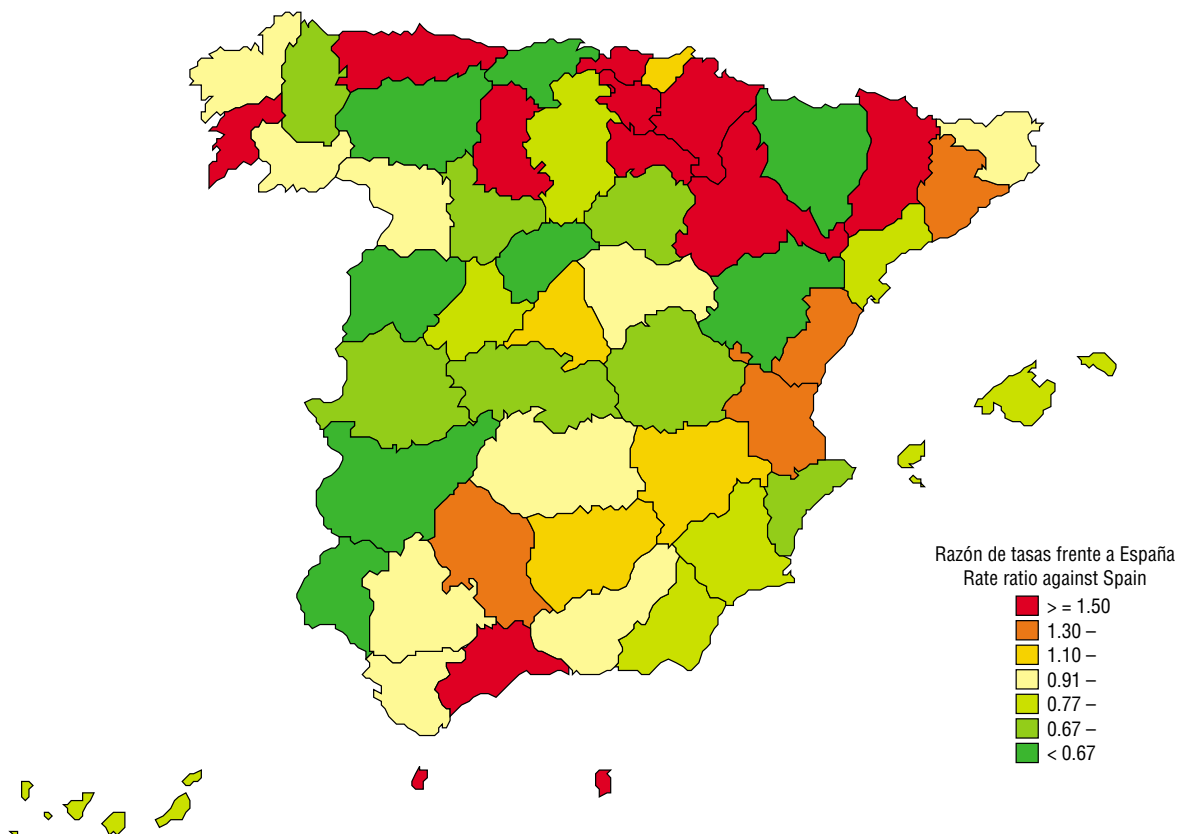 Razón de tasas frente a España
Rate ratio against Spain
> = 1.50
1.30 –
1.10 –
0.91 –
0.77 –
0.67 –
< 0.67